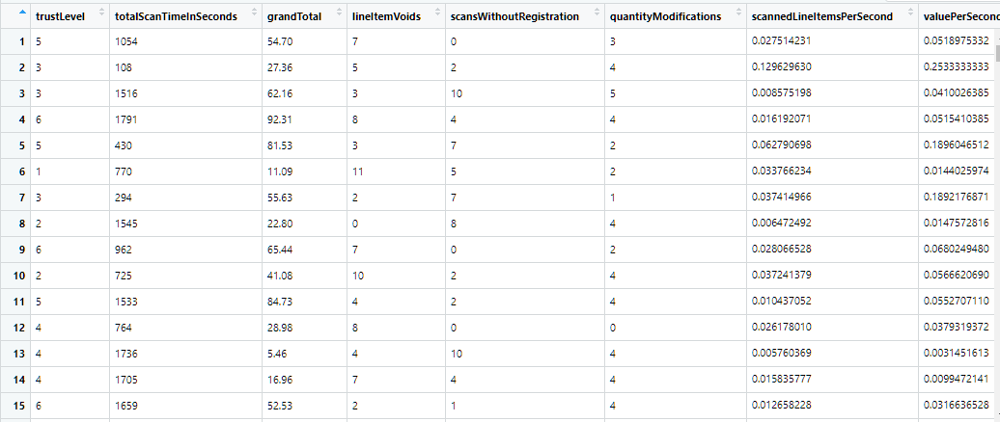 trustLevel totalScanTimeInSeconds grandTotal lineItemVoids scansWithoutRegistration quantityModifications scannedLineItemsPerSecond valuePerSecond
1 5 1054 54.70 7 0 3 0.027514231 0.0518975332
2 3 108 27.36 5 2 4 0.129629630 0.2533333333
3 3 1516 62.16 3 10 5 0.008575198 0.0410026385
4 6 1791 92.31 8 4 4 0.016192071 0.0515410385
5 5 430 81.53 3 7 2 0.062790698 0.1896046512
6 1 770 11.09 11 5 2 0.033766234 0.0144025974
7 3 294 55.63 2 7 1 0.037414966 0.1892176871
8 2 1545 22.80 0 8 4 0.006472492 0.0147572816
9 6 962 65.44 7 0 2 0.028066528 0.0680249480
10 2 725 41.08 10 2 4 0.037241379 0.0566620690
11 5 1533 84.73 4 2 4 0.010437052 0.0552707110
12 4 764 28.98 8 0 0 0.026178010 0.0379319372
13 4 1736 5.46 4 10 4 0.005760369 0.0031451613
14 4 1705 16.96 7 4 4 0.015835777 0.0099472141
15 6 1659 52.53 2 1 4 0.012658228 0.0316636528